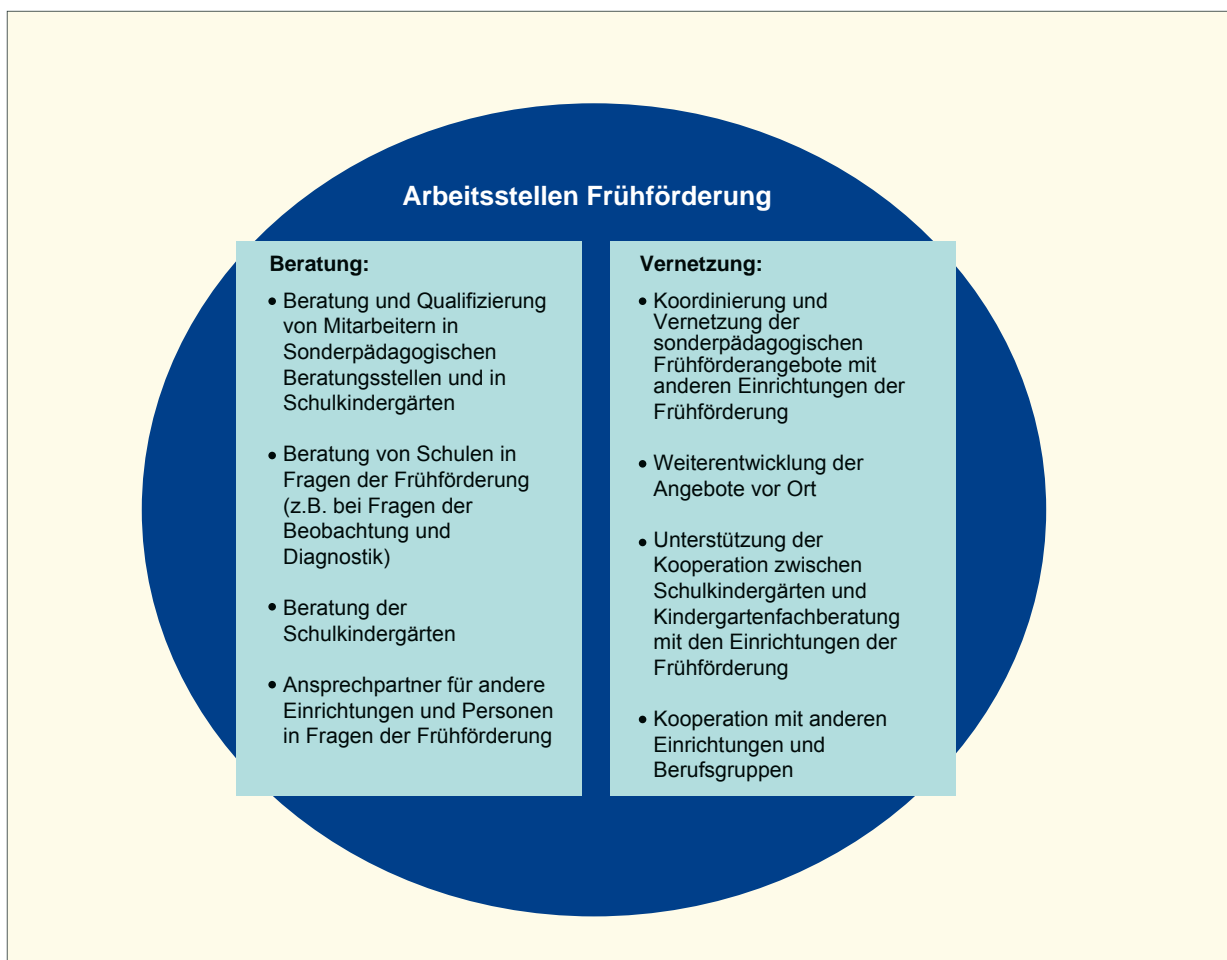 Arbeitsstellen Frühförderung
Beratung:
• Beratung und Qualifizierung
von Mitarbeitern in
Sonderpädagogischen
Beratungsstellen und in
Schulkindergärten
• Beratung von Schulen in
Fragen der Frühförderung
(z.B. bei Fragen der
Beobachtung und
Diagnostik)
• Beratung der
Schulkindergärten
• Ansprechpartner für andere
Einrichtungen und Personen
in Fragen der Frühförderung
Vernetzung:
• Koordinierung und
Vernetzung der
sonderpädagogischen
Frühförderangebote mit
anderen Einrichtungen der
Frühförderung
• Weiterentwicklung der
Angebote vor Ort
• Unterstützung der
Kooperation zwischen
Schulkindergärten und
Kindergartenfachberatung
mit den Einrichtungen der
Frühförderung
• Kooperation mit anderen
Einrichtungen und
Berufsgruppen